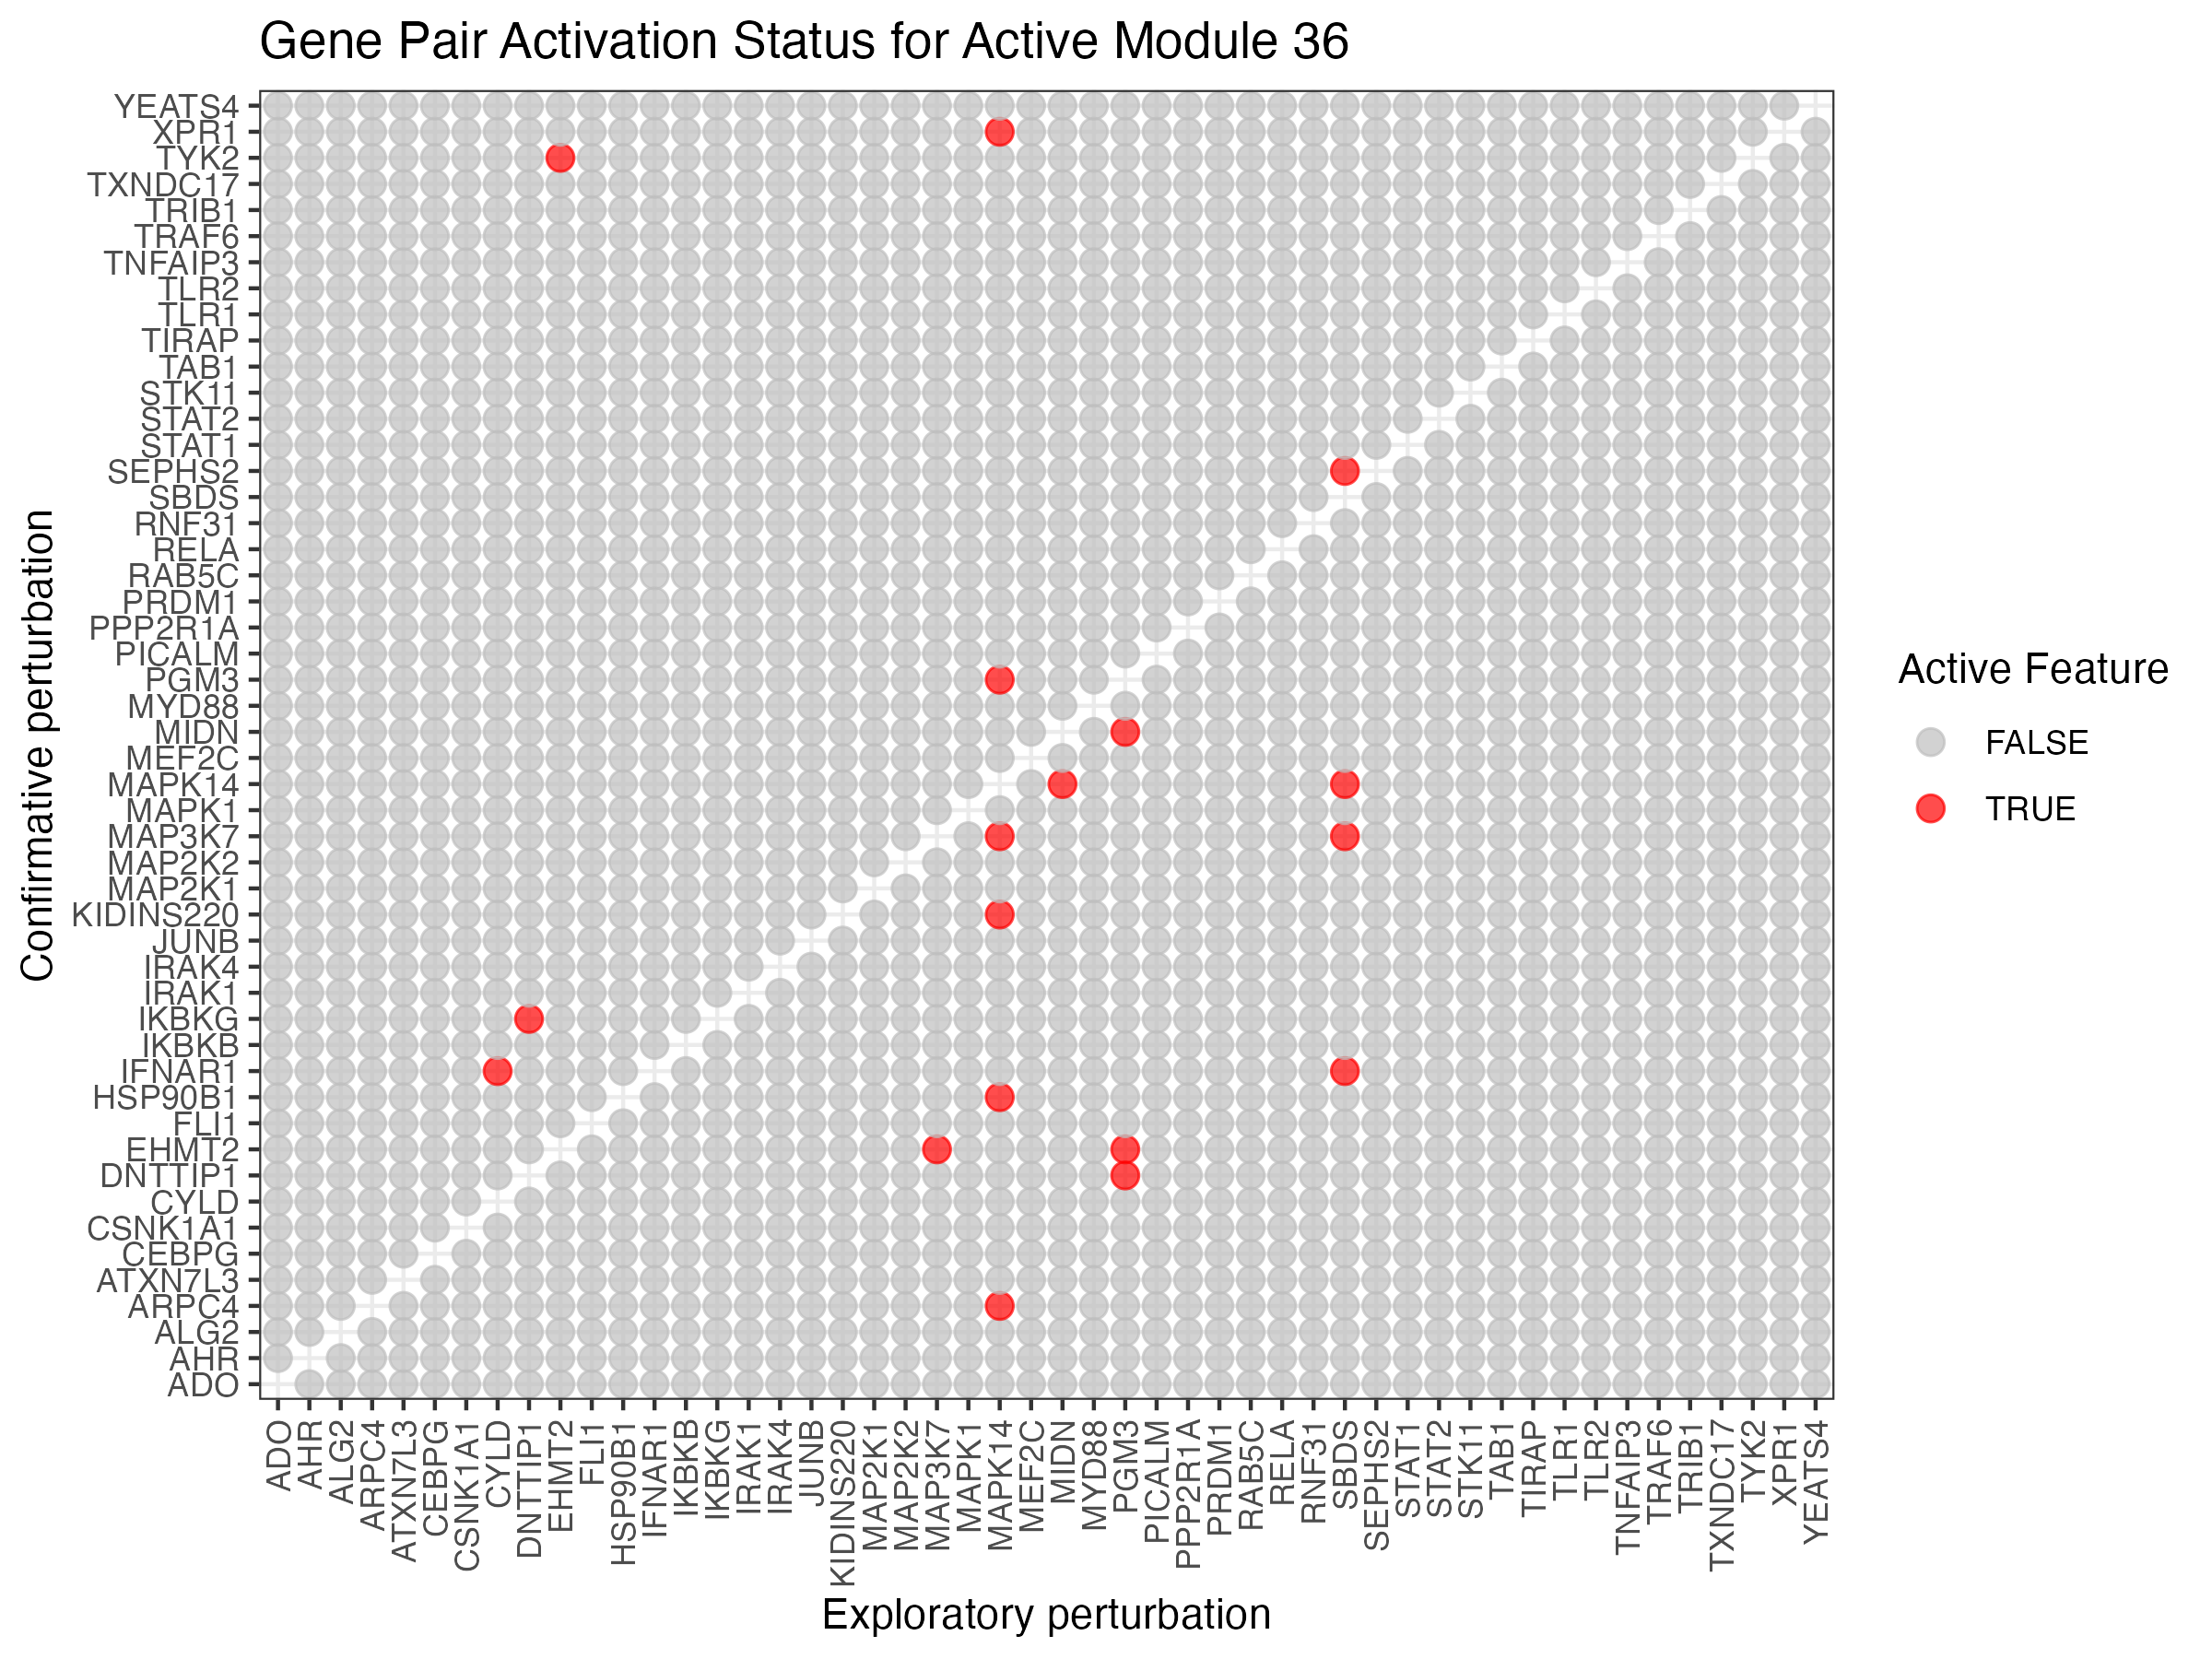 Gene Pair Activation Status for Active Module 36
Confirmative perturbation
YEATS4
XPR1
TYK2
TXNDC17
TRIB1
TRAF6
TNFAIP3
TLR2
TLR1
TIRAP
TAB1
STK11
STAT2
STAT1
SEPHS2
SBDS
RNF31
RELA
RAB5C
PRDM1
PPP2R1A
PICALM
PGM3
MYD88
MIDN
MEF2C
MAPK14
MAPK1
MAP3K7
MAP2K2
MAP2K1
KIDINS220
JUNB
IRAK4
IRAK1
IKBKG
IKBKB
IFNAR1
HSP90B1
FLI1
EHMT2
DNTTIP1
CYLD
CSNK1A1
CEBPG
ATXN7L3
ARPC4
ALG2
AHR
ADO
ADO
AHR
ALG2
ARPC4
ATXN7L3
CEBPG
CSNK1A1
CYLD
DNTTIP1
EHMT2
FLI1
HSP90B1
IFNAR1
IKBKB
IKBKG
IRAK1
IRAK4
JUNB
KIDINS220
MAP2K1
MAP2K2
MAP3K7
MAPK1
MAPK14
MEF2C
MIDN
MYD88
PGM3
PICALM
PPP2R1A
PRDM1
RAB5C
RELA
RNF31
SBDS
SEPHS2
STAT1
STAT2
STK11
TAB1
TIRAP
TLR1
TLR2
TNFAIP3
TRAF6
TRIB1
TXNDC17
TYK2
XPR1
YEATS4
Exploratory perturbation
Active Feature
FALSE
TRUE